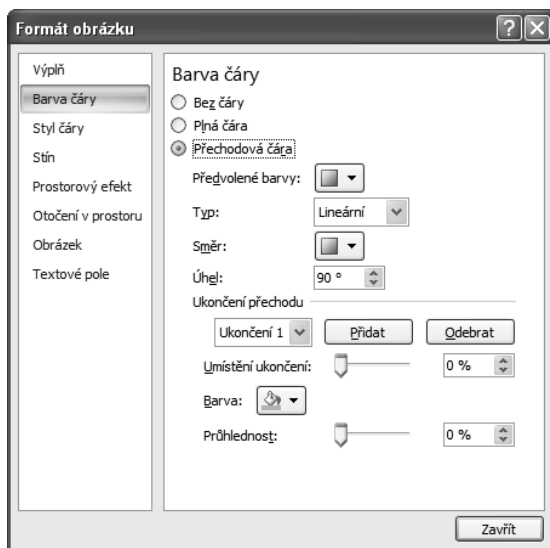 Formát obrázku
Výplň
Barva čáry
Styl čáry
Stín
Prostorový efekt
Otočení v prostoru
Obrázek
Textové pole
Barva čáry
Bez čáry
Plná čára
Přechodová čára
Předvolené barvy:
Typ: Lineární
Směr:
Úhel: 90 °
Ukončení přechodu
Ukončení 1 Přidat Odebrat
Umístění ukončení: 0 %
Barva:
Průhlednost: 0 %
Zavřít